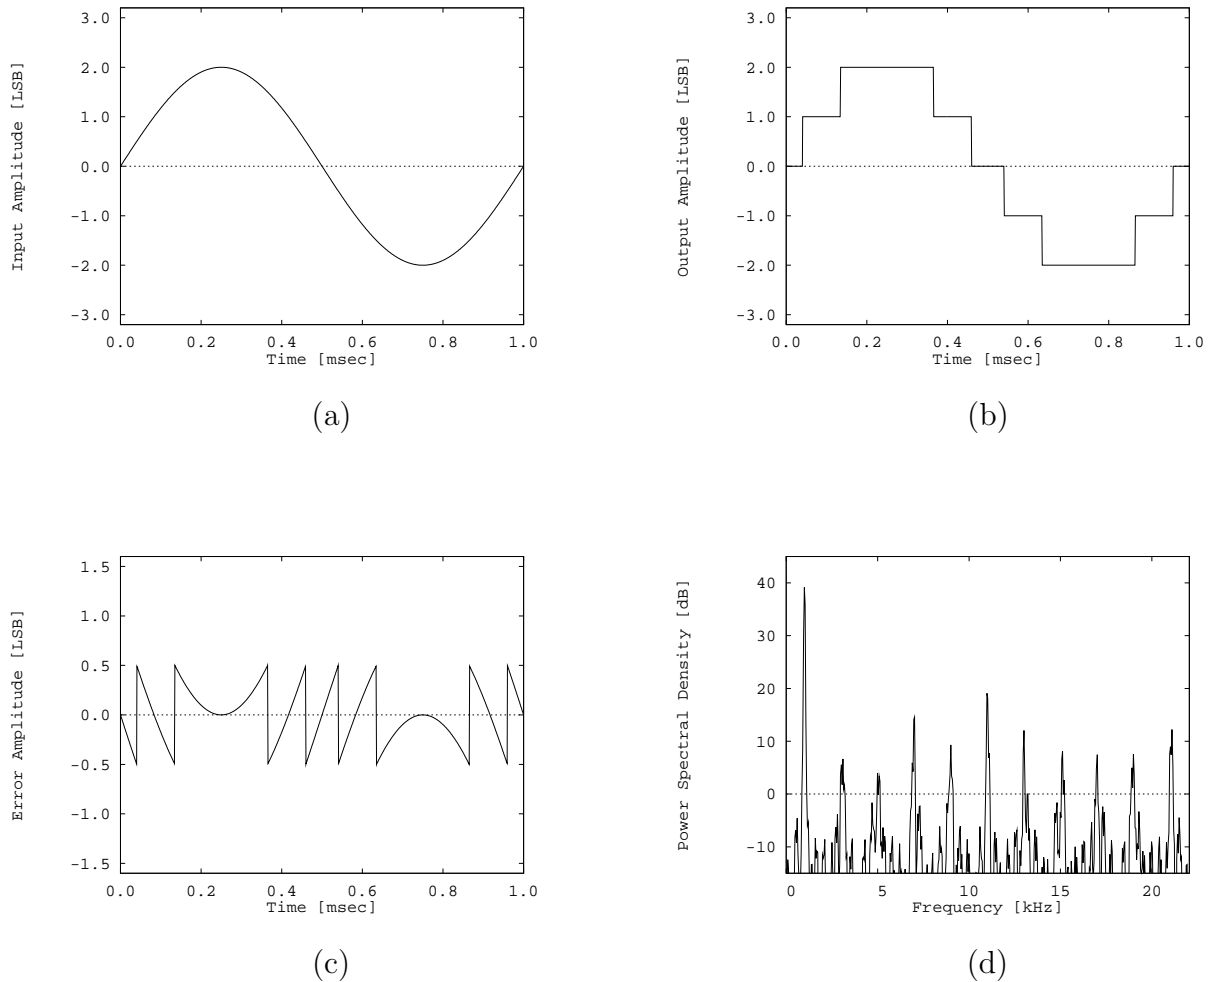 Input Amplitude [LSB]
3.0
2.0
1.0
0.0
-1.0
-2.0
-3.0
0.0 0.2 0.4 0.6 0.8 1.0
Time [msec]
(a)
Output Amplitude [LSB]
3.0
2.0
1.0
0.0
-1.0
-2.0
-3.0
0.0 0.2 0.4 0.6 0.8 1.0
Time [msec]
(b)
Error Amplitude [LSB]
1.5
1.0
0.5
0.0
-0.5
-1.0
-1.5
0.0 0.2 0.4 0.6 0.8 1.0
Time [msec]
(c)
Power Spectral Density [dB]
40
30
20
10
0
-10
0 5 10 15 20
Frequency [kHz]
(d)